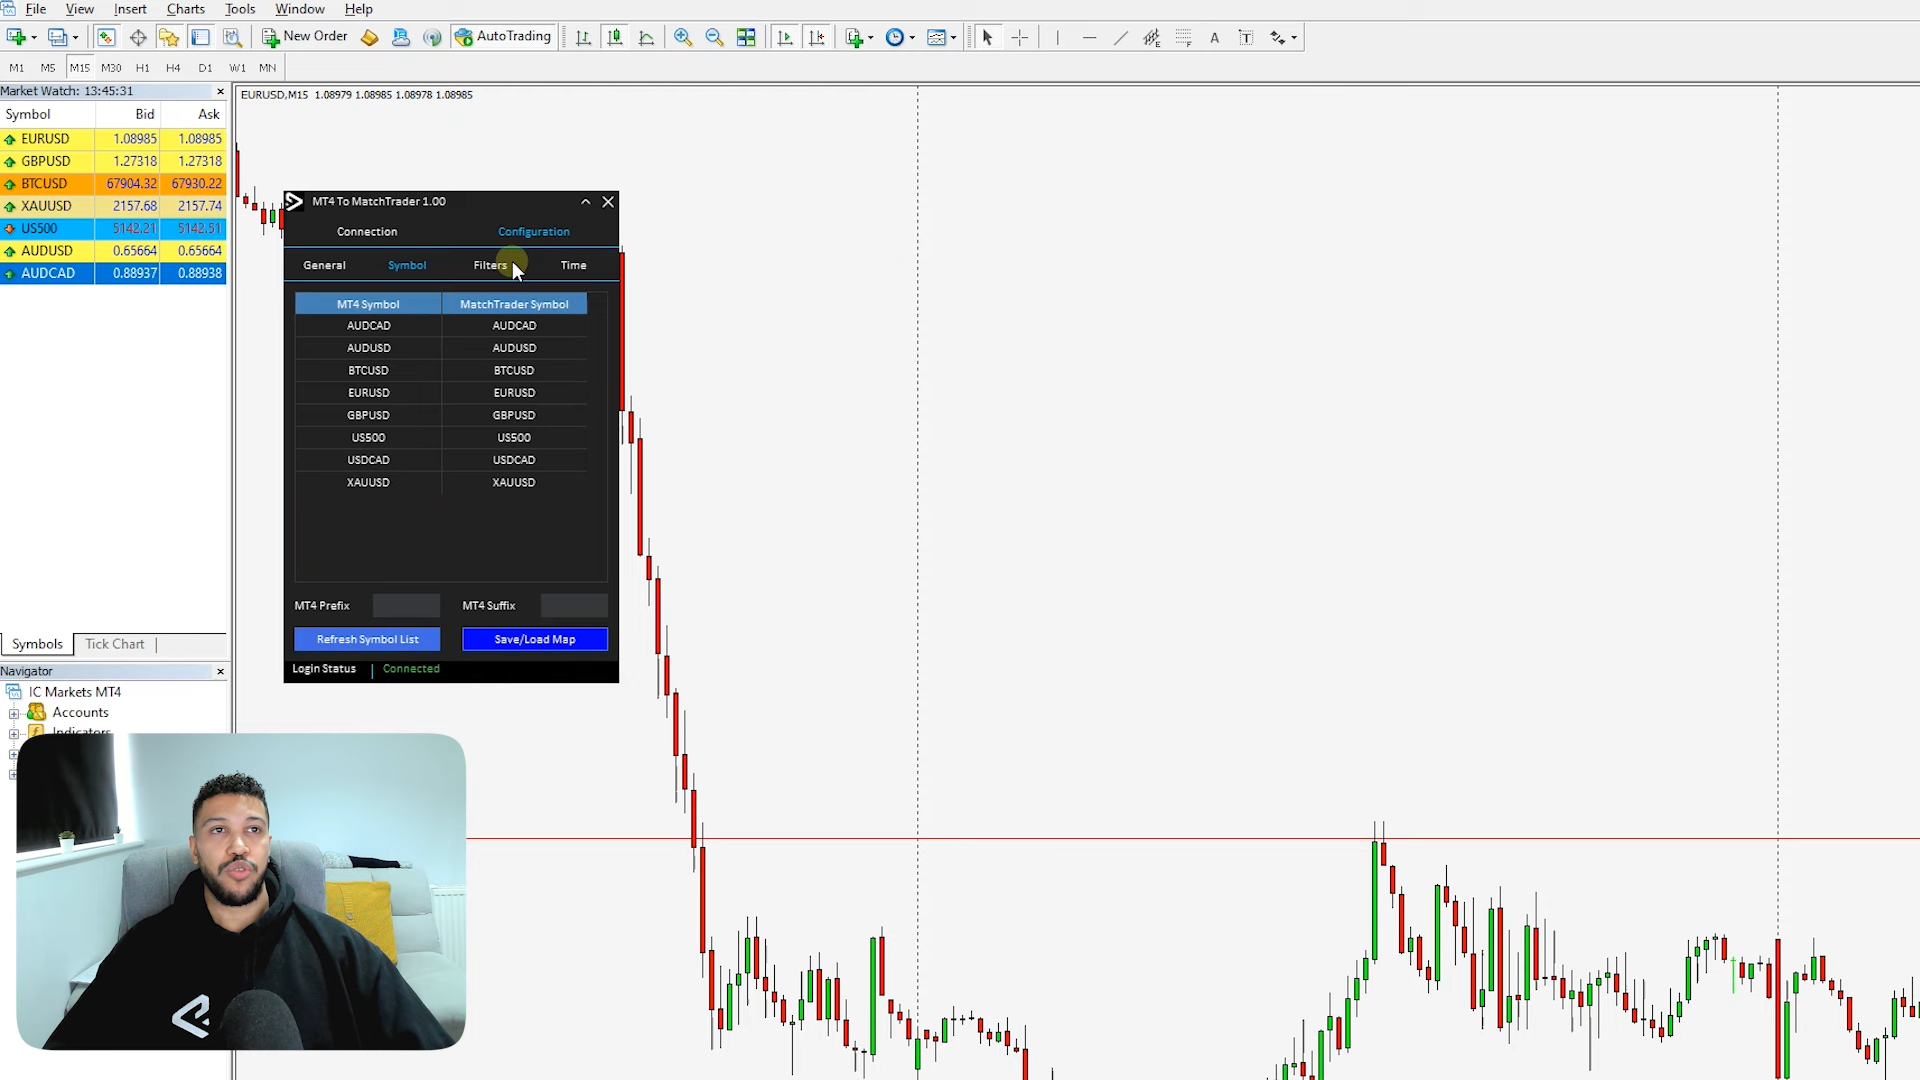 File View Insert Charts Tools Window Help
New Order AutoTrading A T
M1 M5 M15 M30 H1 H4 D1 W1 MN
Market Watch: 13:45:31
Symbol Bid Ask
EURUSD 1.08985 1.08985
GBPUSD 1.27318 1.27318
BTCUSD 67904.32 67930.22
XAUUSD 2157.68 2157.74
US500 5142.21 5142.51
AUDUSD 0.65664 0.65664
AUDCAD 0.88937 0.88938
Symbols Tick Chart
Navigator
IC Markets MT4
Accounts
Indicators
EURUSD,M15 1.08979 1.08985 1.08978 1.08985
MT4 To MatchTrader 1.00
Connection Configuration
General Symbol Filters Time
MT4 Symbol MatchTrader Symbol
AUDCAD AUDCAD
AUDUSD AUDUSD
BTCUSD BTCUSD
EURUSD EURUSD
GBPUSD GBPUSD
US500 US500
USDCAD USDCAD
XAUUSD XAUUSD
MT4 Prefix MT4 Suffix
Refresh Symbol List Save/Load Map
Login Status Connected